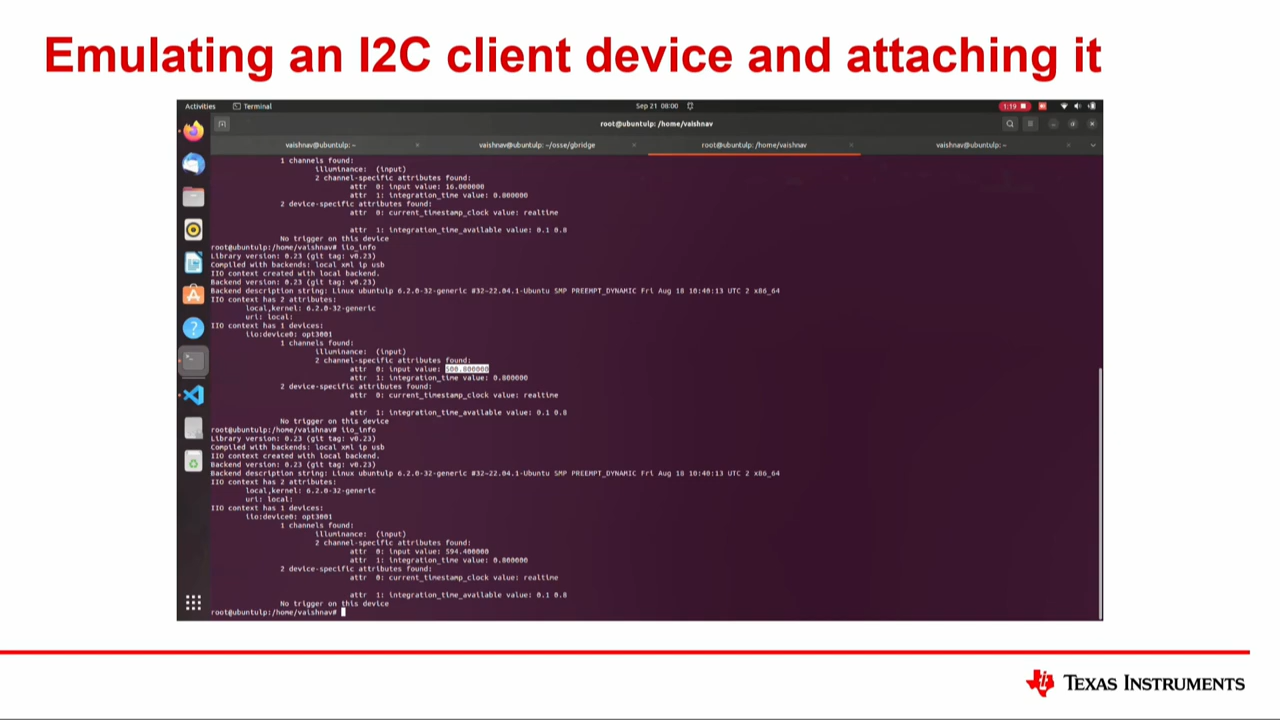 Emulating an I2C client device and attaching it
Activities Terminal Sep 21 08:00 1:19
root@ubuntulp: /home/vaishnav
vaishnav@ubuntulp: ~ × vaishnav@ubuntulp: ~/osse/gbridge × root@ubuntulp: /home/vaishnav × vaishnav@ubuntulp: ~ ×
1 channels found:
illuminance: (input)
2 channel-specific attributes found:
attr 0: input value: 16.000000
attr 1: integration_time value: 0.800000
2 device-specific attributes found:
attr 0: current_timestamp_clock value: realtime
attr 1: integration_time_available value: 0.1 0.8
No trigger on this device
root@ubuntulp:/home/vaishnav# iio_info
Library version: 0.23 (git tag: v0.23)
Compiled with backends: local xml ip usb
IIO context created with local backend.
Backend version: 0.23 (git tag: v0.23)
Backend description string: Linux ubuntulp 6.2.0-32-generic #32~22.04.1-Ubuntu SMP PREEMPT_DYNAMIC Fri Aug 18 10:40:13 UTC 2 x86_64
IIO context has 2 attributes:
local,kernel: 6.2.0-32-generic
uri: local:
IIO context has 1 devices:
iio:device0: opt3001
1 channels found:
illuminance: (input)
2 channel-specific attributes found:
attr 0: input value: 500.800000
attr 1: integration_time value: 0.800000
2 device-specific attributes found:
attr 0: current_timestamp_clock value: realtime
attr 1: integration_time_available value: 0.1 0.8
No trigger on this device
root@ubuntulp:/home/vaishnav# iio_info
Library version: 0.23 (git tag: v0.23)
Compiled with backends: local xml ip usb
IIO context created with local backend.
Backend version: 0.23 (git tag: v0.23)
Backend description string: Linux ubuntulp 6.2.0-32-generic #32~22.04.1-Ubuntu SMP PREEMPT_DYNAMIC Fri Aug 18 10:40:13 UTC 2 x86_64
IIO context has 2 attributes:
local,kernel: 6.2.0-32-generic
uri: local:
IIO context has 1 devices:
iio:device0: opt3001
1 channels found:
illuminance: (input)
2 channel-specific attributes found:
attr 0: input value: 594.400000
attr 1: integration_time value: 0.800000
2 device-specific attributes found:
attr 0: current_timestamp_clock value: realtime
attr 1: integration_time_available value: 0.1 0.8
No trigger on this device
root@ubuntulp:/home/vaishnav#
TEXAS INSTRUMENTS